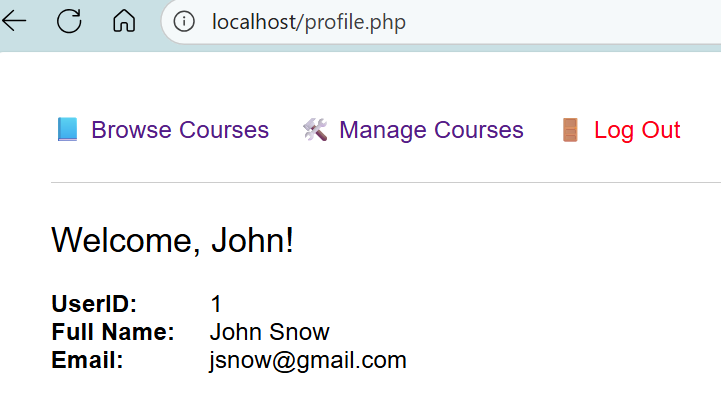 localhost/profile.php
📘 Browse Courses 🛠️ Manage Courses 🚪 Log Out
Welcome, John!
UserID: 1
Full Name: John Snow
Email: jsnow@gmail.com